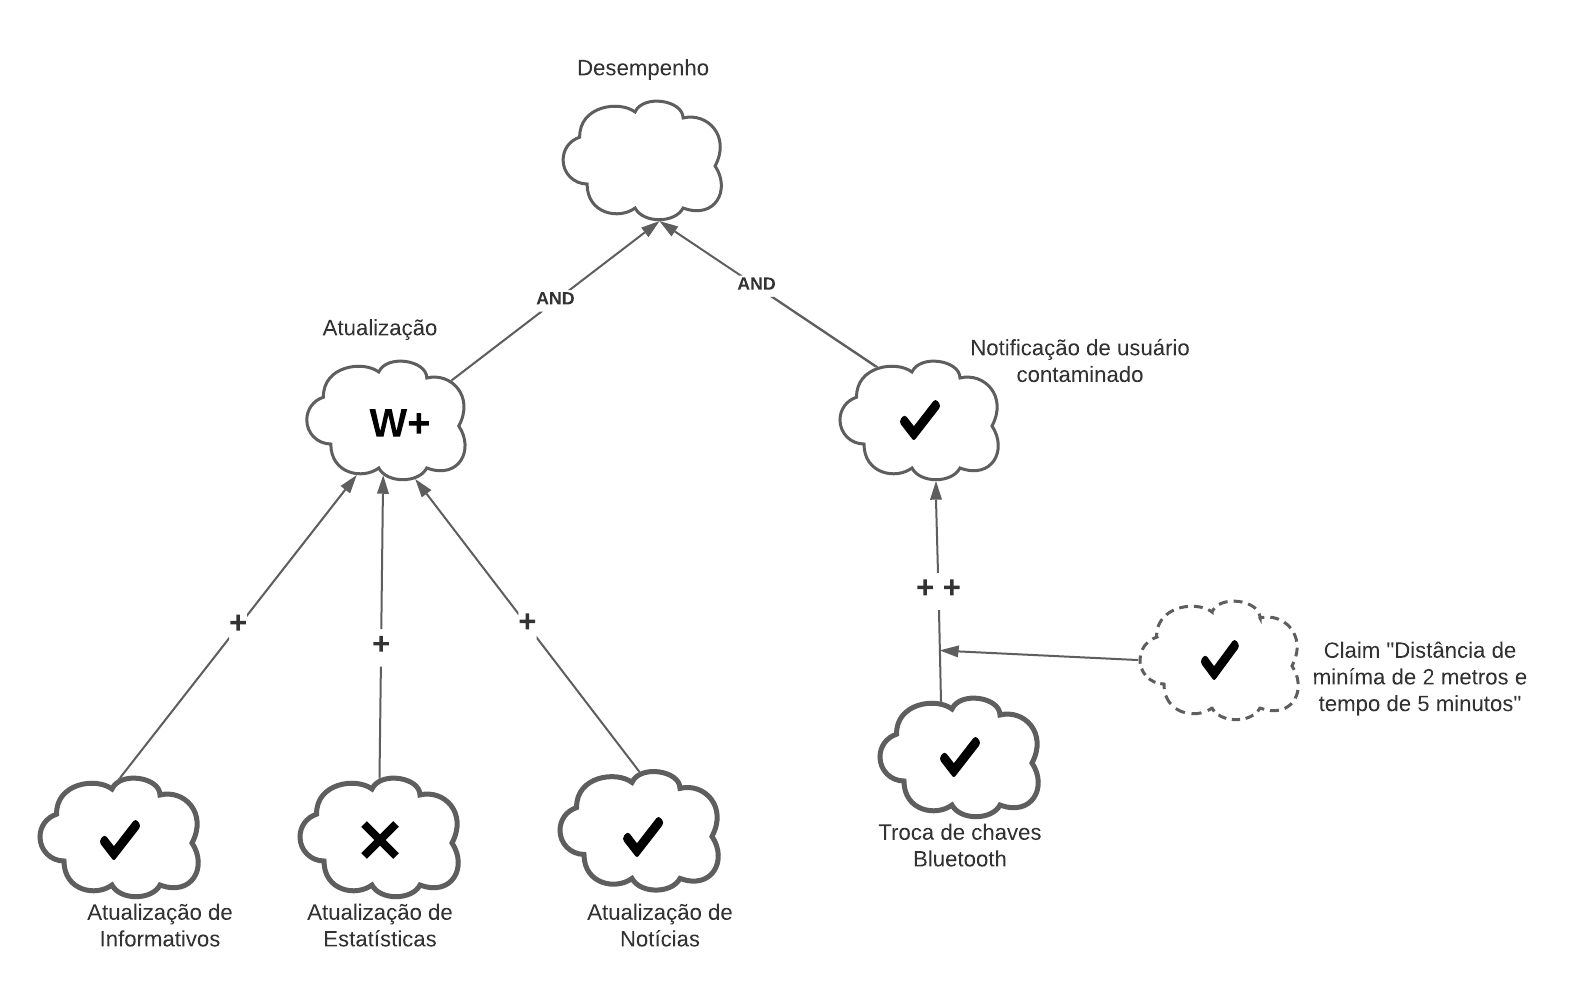 Desempenho
AND
AND
Atualização
Notificação de usuário
contaminado
W+
+
+
+
+ +
Claim "Distância de
miníma de 2 metros e
tempo de 5 minutos"
Troca de chaves
Bluetooth
Atualização de
Informativos
Atualização de
Estatísticas
Atualização de
Notícias